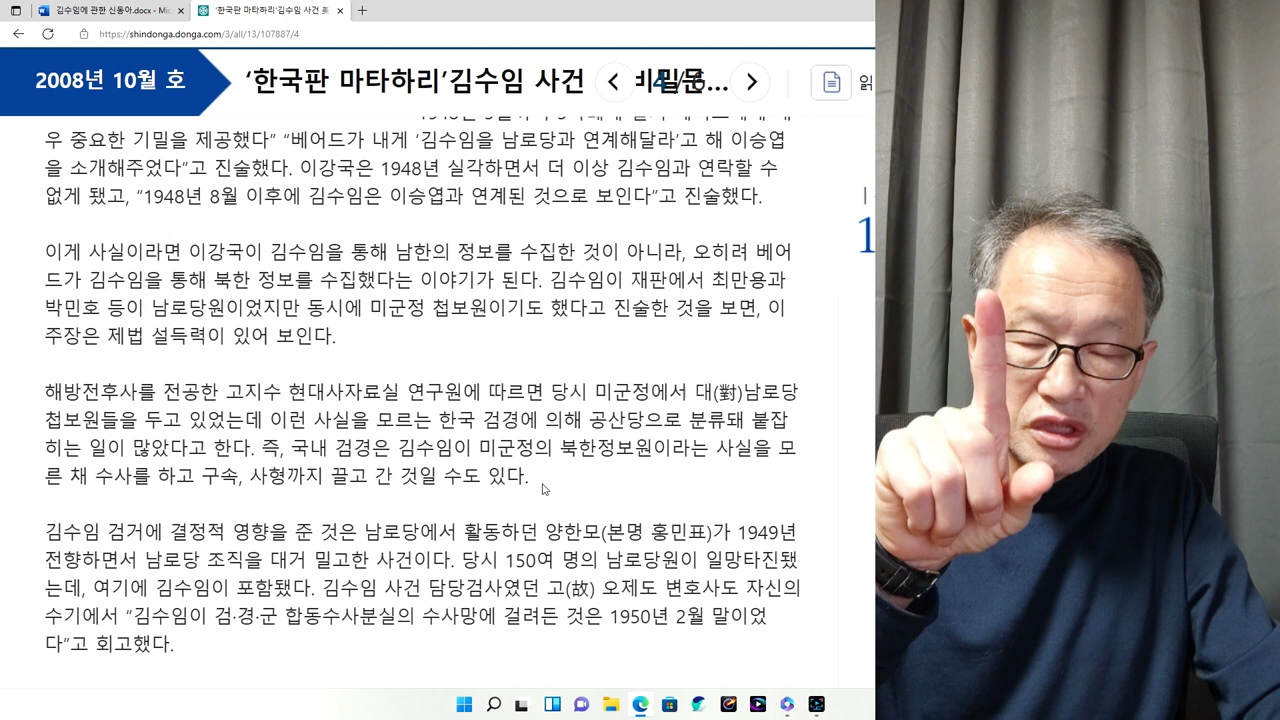 김수임에 관한 신동아.docx - Mic
'한국판 마타하리'김수임 사건 美
https://shindonga.donga.com/3/all/13/107887/4
2008년 10월 호
‘한국판 마타하리’김수임 사건
비밀문...
읽
우 중요한 기밀을 제공했다” “베어드가 내게 ‘김수임을 남로당과 연계해달라’고 해 이승엽
을 소개해주었다”고 진술했다. 이강국은 1948년 실각하면서 더 이상 김수임과 연락할 수
없게 됐고, “1948년 8월 이후에 김수임은 이승엽과 연계된 것으로 보인다”고 진술했다.
이게 사실이라면 이강국이 김수임을 통해 남한의 정보를 수집한 것이 아니라, 오히려 베어
드가 김수임을 통해 북한 정보를 수집했다는 이야기가 된다. 김수임이 재판에서 최만용과
박민호 등이 남로당원이었지만 동시에 미군정 첩보원이기도 했다고 진술한 것을 보면, 이
주장은 제법 설득력이 있어 보인다.
해방전후사를 전공한 고지수 현대사자료실 연구원에 따르면 당시 미군정에서 대(對)남로당
첩보원들을 두고 있었는데 이런 사실을 모르는 한국 검경에 의해 공산당으로 분류돼 붙잡
히는 일이 많았다고 한다. 즉, 국내 검경은 김수임이 미군정의 북한정보원이라는 사실을 모
른 채 수사를 하고 구속, 사형까지 끌고 간 것일 수도 있다.
김수임 검거에 결정적 영향을 준 것은 남로당에서 활동하던 양한모(본명 홍민표)가 1949년
전향하면서 남로당 조직을 대거 밀고한 사건이다. 당시 150여 명의 남로당원이 일망타진됐
는데, 여기에 김수임이 포함됐다. 김수임 사건 담당검사였던 고(故) 오제도 변호사도 자신의
수기에서 “김수임이 검·경·군 합동수사분실의 수사망에 걸려든 것은 1950년 2월 말이었
다”고 회고했다.
1